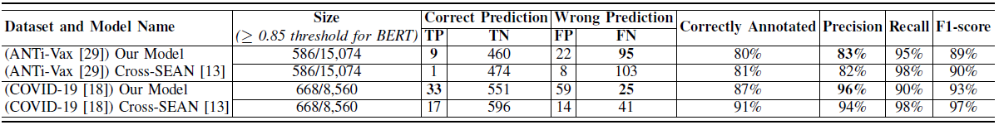 Dataset and Model Name Size Correct Prediction Wrong Prediction Correctly Annotated Precision Recall F1-score
(≥ 0.85 threshold for BERT) TP TN FP FN
(ANTi-Vax [29]) Our Model 586/15,074 9 460 22 95 80% 83% 95% 89%
(ANTi-Vax [29]) Cross-SEAN [13] 586/15,074 1 474 8 103 81% 82% 98% 90%
(COVID-19 [18]) Our Model 668/8,560 33 551 59 25 87% 96% 90% 93%
(COVID-19 [18]) Cross-SEAN [13] 668/8,560 17 596 14 41 91% 94% 98% 97%